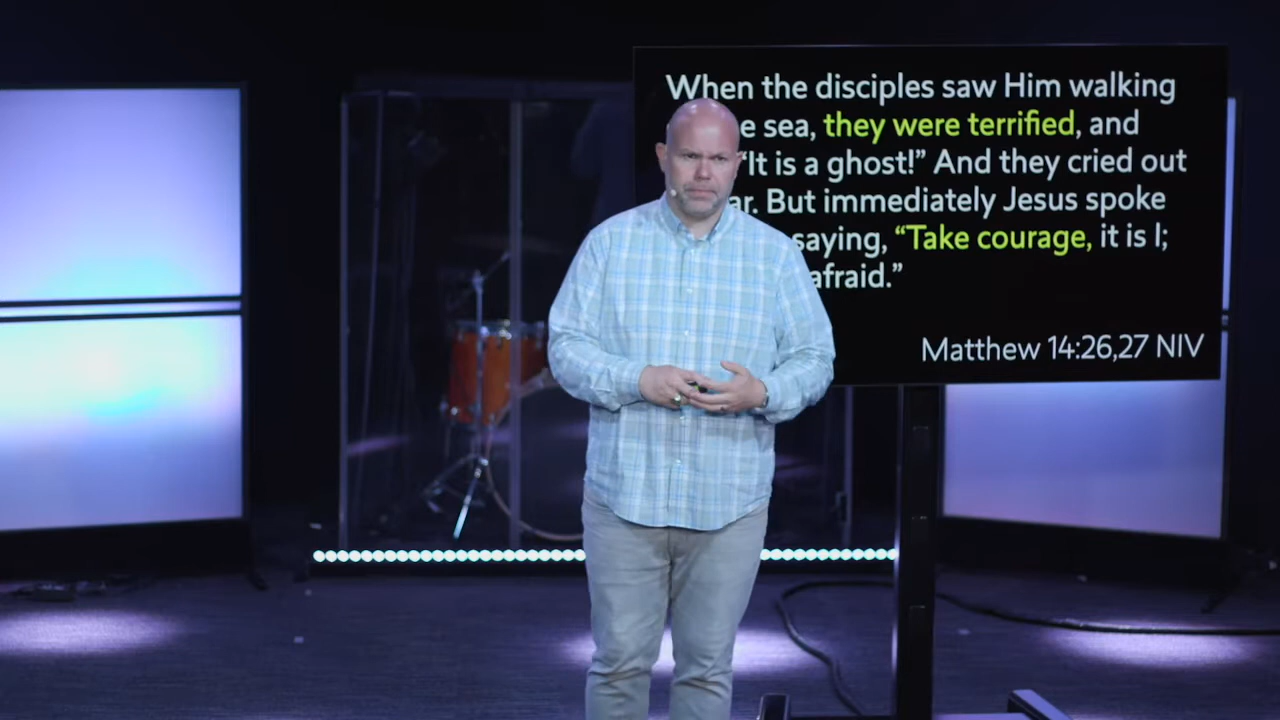 When the disciples saw Him walking
e sea, they were terrified, and
“It is a ghost!” And they cried out
ar. But immediately Jesus spoke
saying, “Take courage, it is I;
afraid.”
Matthew 14:26,27 NIV